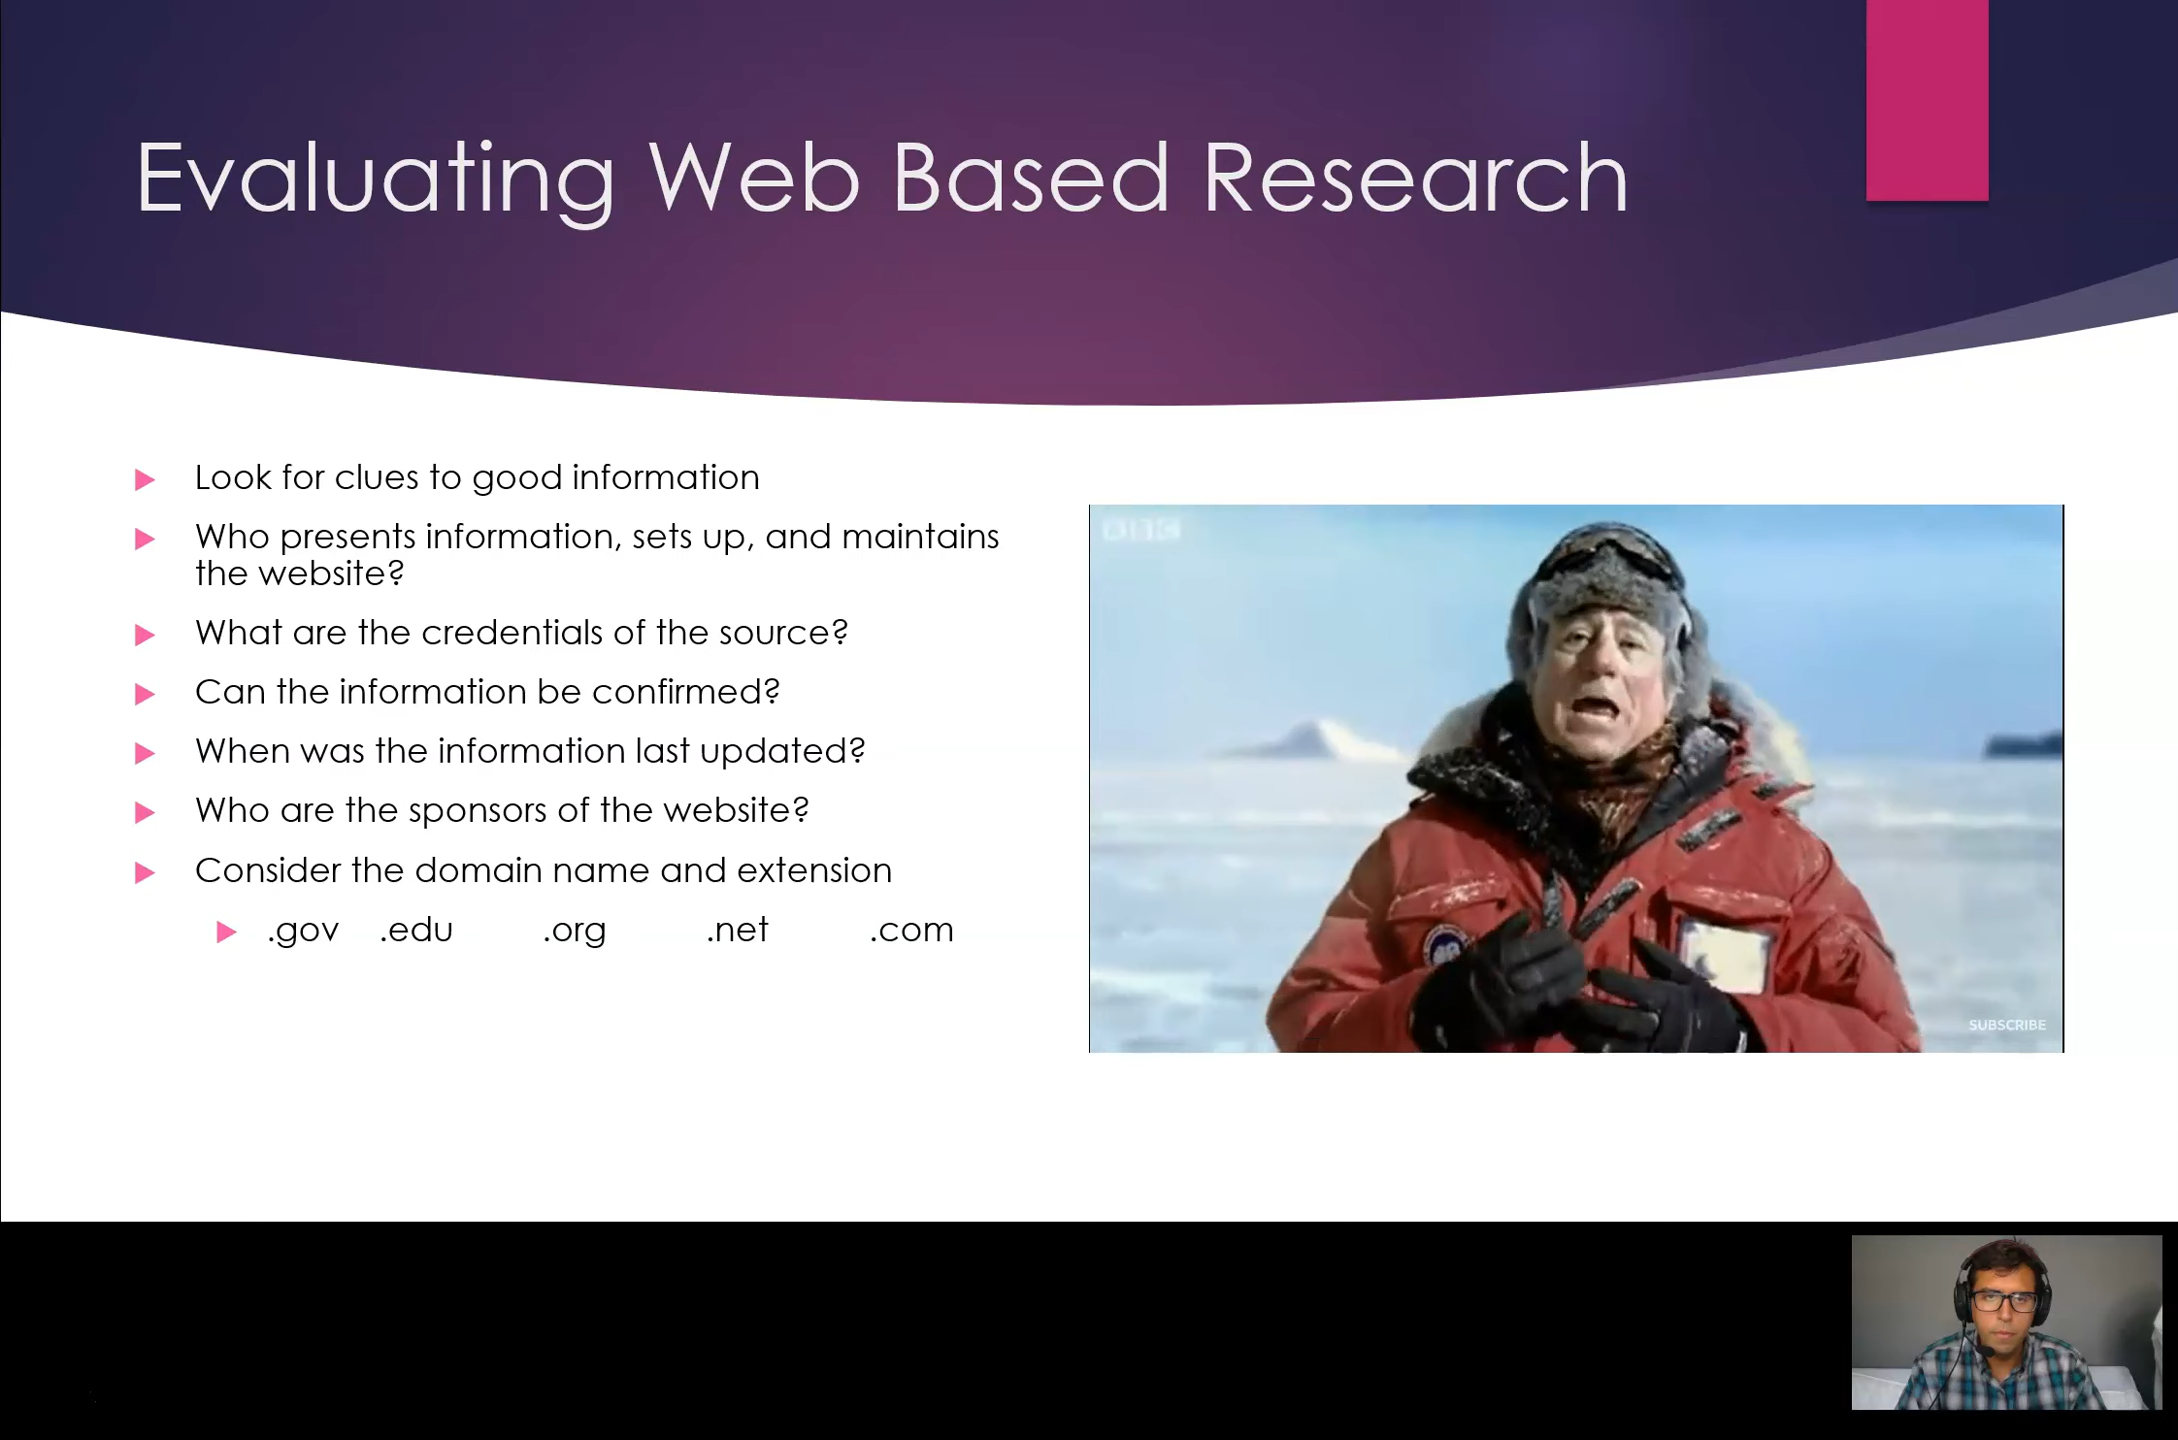 Evaluating Web Based Research
Look for clues to good information
Who presents information, sets up, and maintains
the website?
What are the credentials of the source?
Can the information be confirmed?
When was the information last updated?
Who are the sponsors of the website?
Consider the domain name and extension
.gov .edu .org .net .com
BBC
SUBSCRIBE